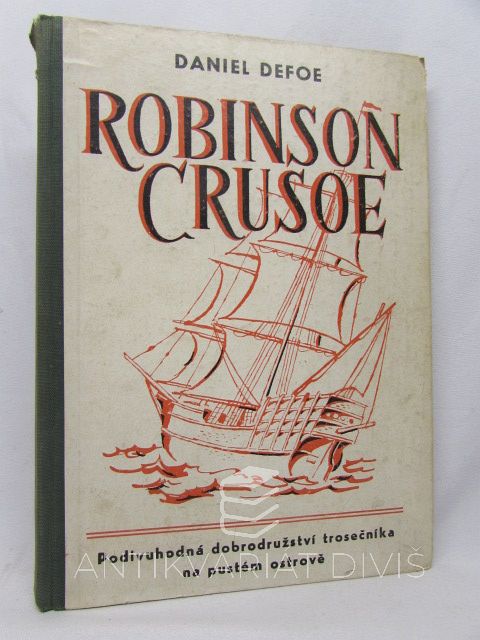 DANIEL DEFOE
ROBINSON
CRUSOE
Podivuhodná dobrodružství trosečníka
na pustém ostrově
ANTIKVARIÁT DIVIŠ